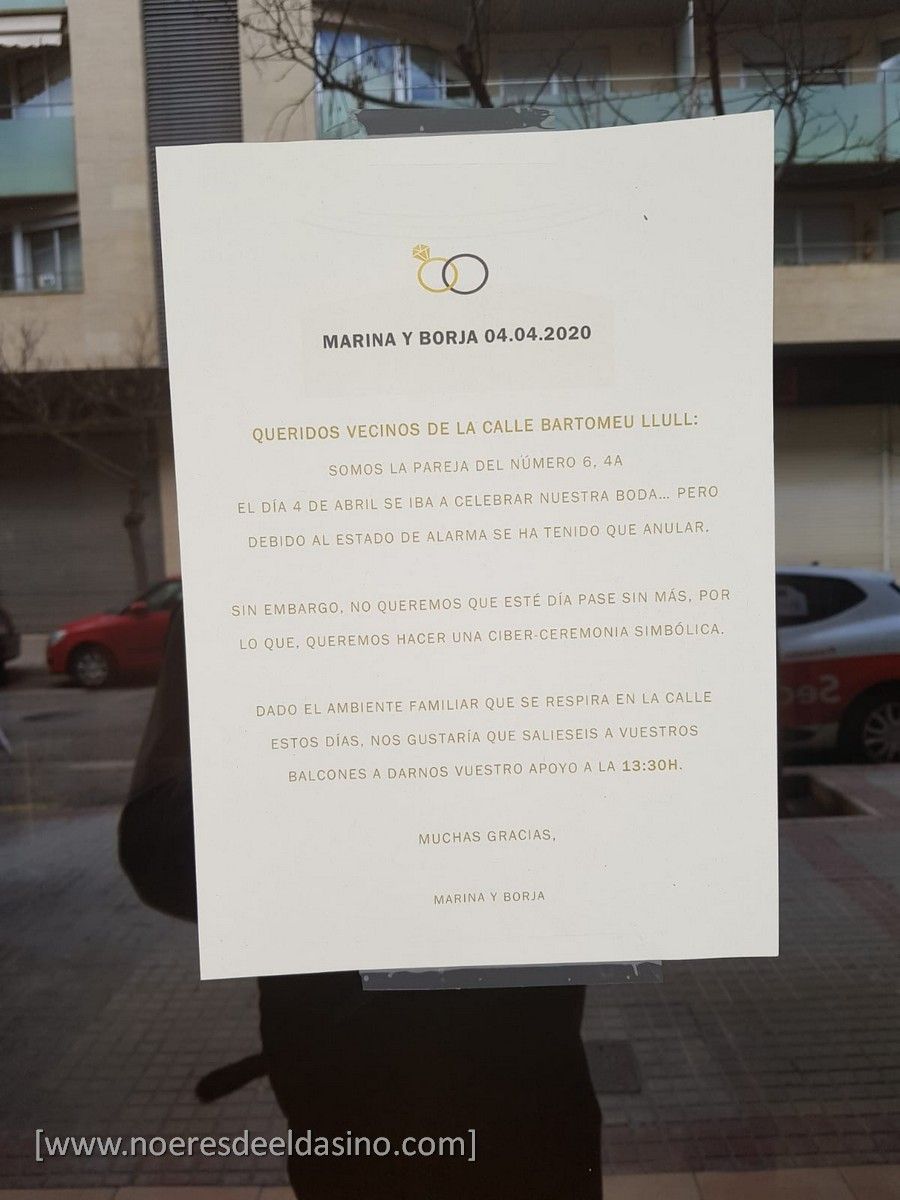 MARINA Y BORJA 04.04.2020
QUERIDOS VECINOS DE LA CALLE BARTOMEU LLULL:
SOMOS LA PAREJA DEL NÚMERO 6, 4A
EL DÍA 4 DE ABRIL SE IBA A CELEBRAR NUESTRA BODA... PERO
DEBIDO AL ESTADO DE ALARMA SE HA TENIDO QUE ANULAR.
SIN EMBARGO, NO QUEREMOS QUE ESTÉ DÍA PASE SIN MÁS, POR
LO QUE, QUEREMOS HACER UNA CIBER-CEREMONIA SIMBÓLICA.
DADO EL AMBIENTE FAMILIAR QUE SE RESPIRA EN LA CALLE
ESTOS DÍAS, NOS GUSTARÍA QUE SALIESEIS A VUESTROS
BALCONES A DARNOS VUESTRO APOYO A LA 13:30H.
MUCHAS GRACIAS,
MARINA Y BORJA
[www.noeresdeeldasino.com]